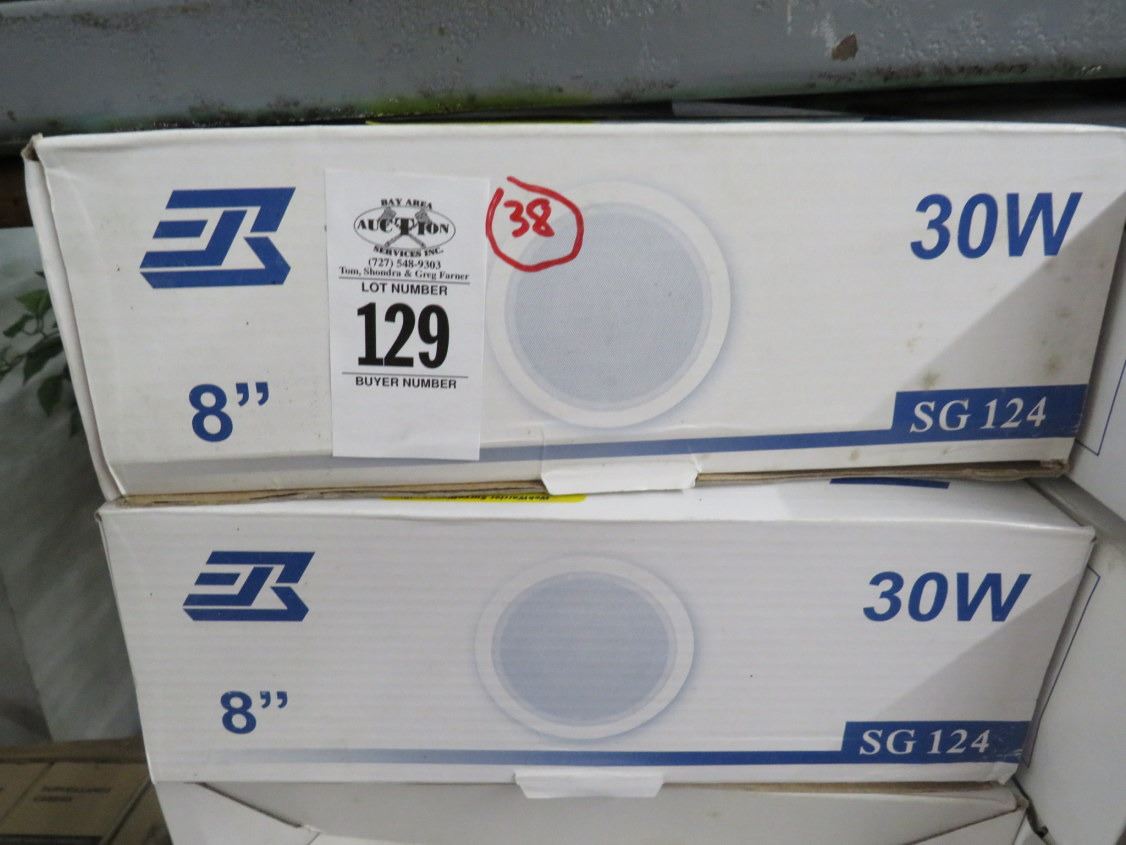 BAY AREA
AUCTION
SERVICES INC.
(727) 548-9303
Tom, Shondra & Greg Farner
LOT NUMBER
129
BUYER NUMBER
38
30W
8”
SG 124
30W
8”
SG 124